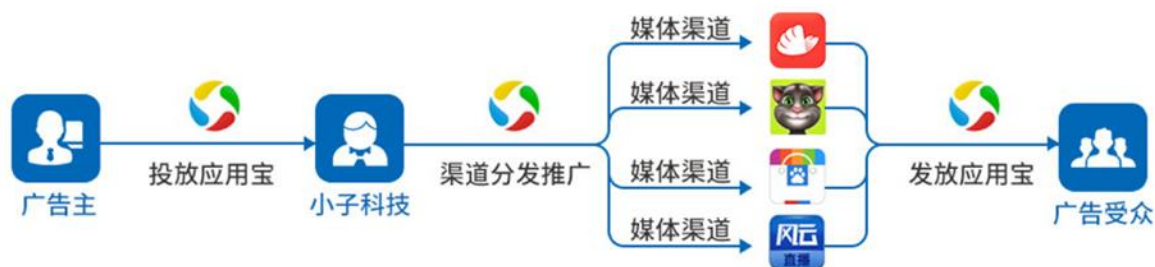 广告主
投放应用宝
小子科技
渠道分发推广
媒体渠道
媒体渠道
媒体渠道
媒体渠道
风云
直播
发放应用宝
广告受众